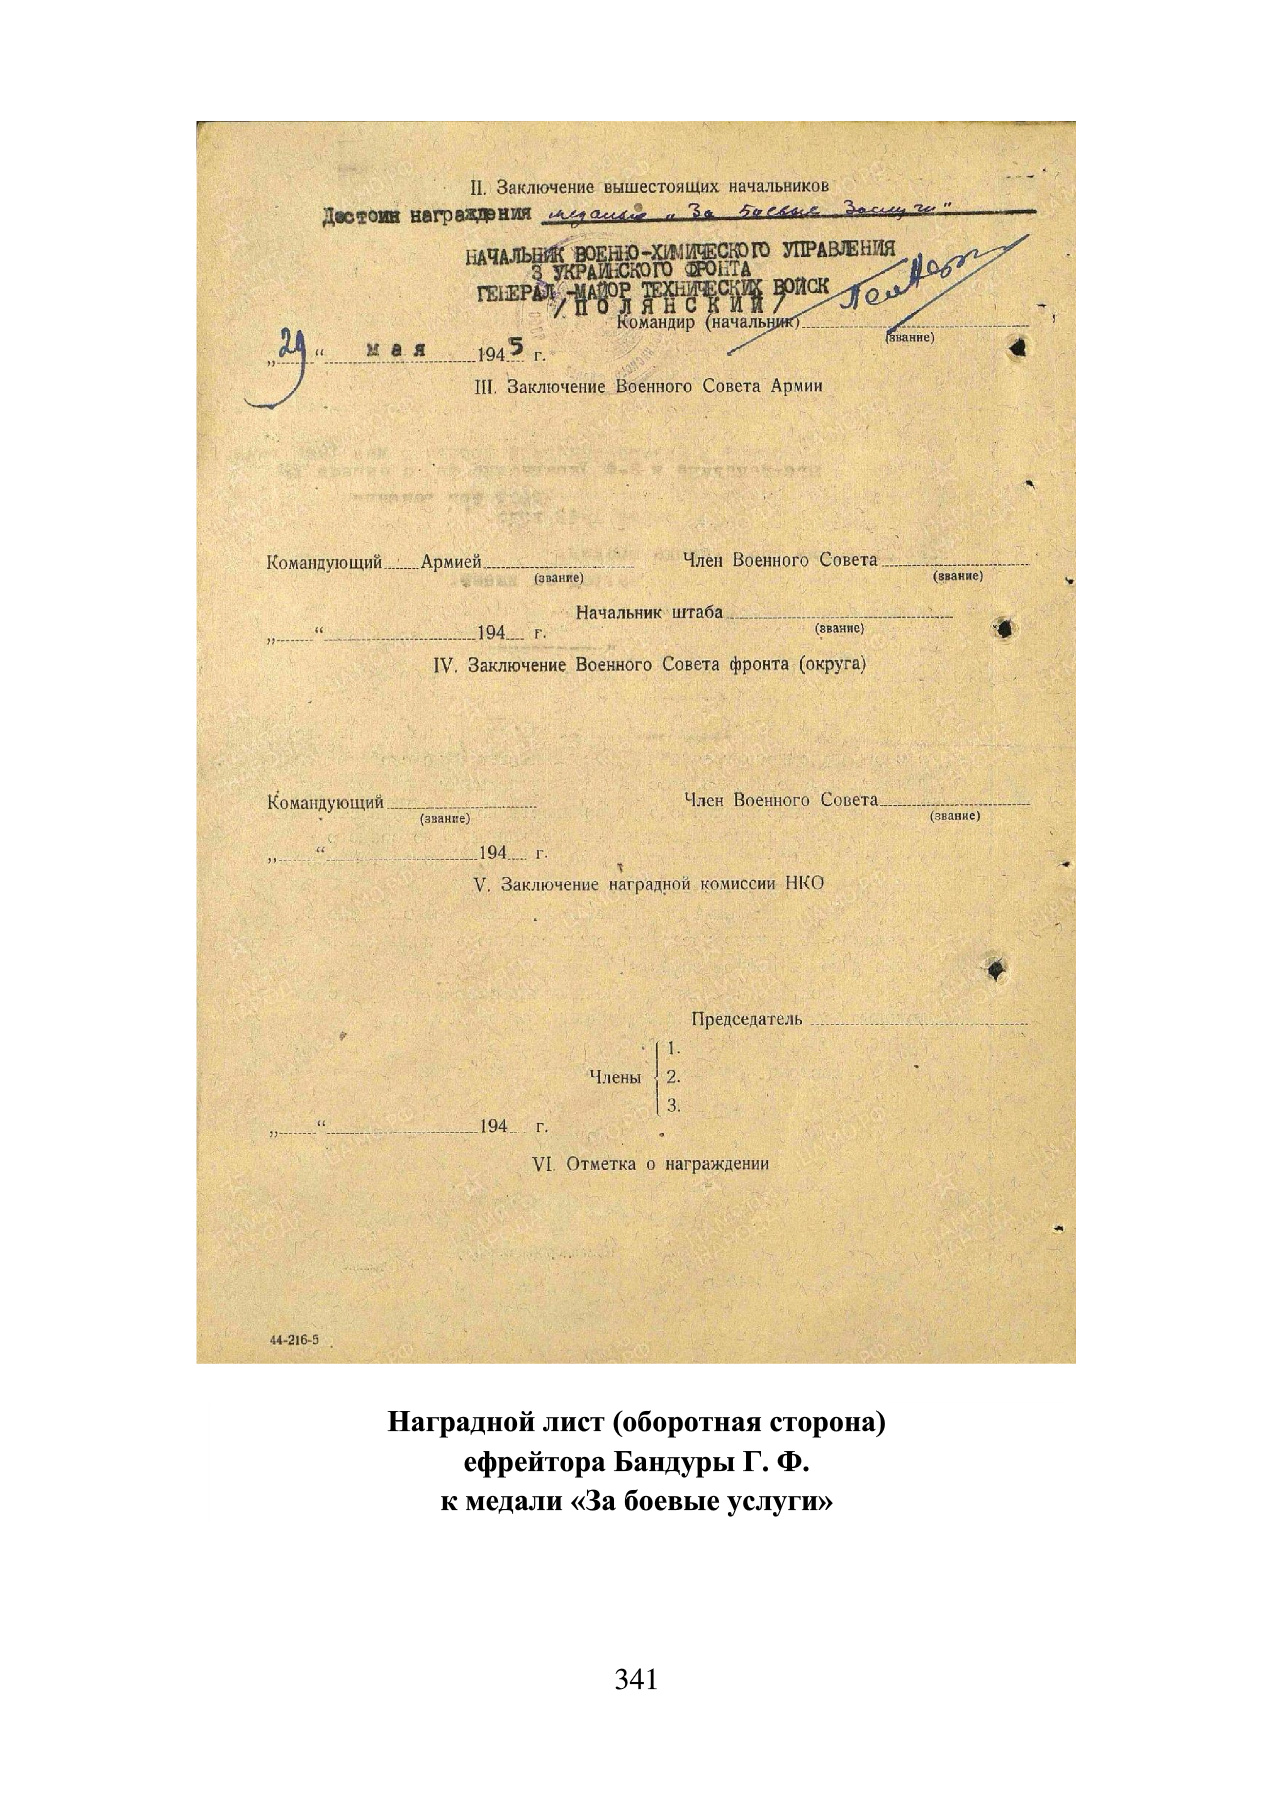 II. Заключение вышестоящих начальников
Достоин награждения медалью „За боевые заслуги"
НАЧАЛЬНИК ВОЕННО-ХИМИЧЕСКОГО УПРАВЛЕНИЯ
3 УКРАИНСКОГО ФРОНТА
ГЕНЕРАЛ-МАЙОР ТЕХНИЧЕСКИХ ВОЙСК
/ПОЛЯНСКИЙ/
Командир (начальник)
(звание)
„29“ мая 1945 г.
III. Заключение Военного Совета Армии
Командующий Армией Член Военного Совета
(звание) (звание)
Начальник штаба
(звание)
„ “ 194 г.
IV. Заключение Военного Совета фронта (округа)
Командующий Член Военного Совета
(звание) (звание)
„ “ 194 г.
V. Заключение наградной комиссии НКО
Председатель
1.
Члены 2.
3.
„ “ 194 г.
VI. Отметка о награждении
44-216-5
Наградной лист (оборотная сторона)
ефрейтора Бандуры Г. Ф.
к медали «За боевые услуги»
341